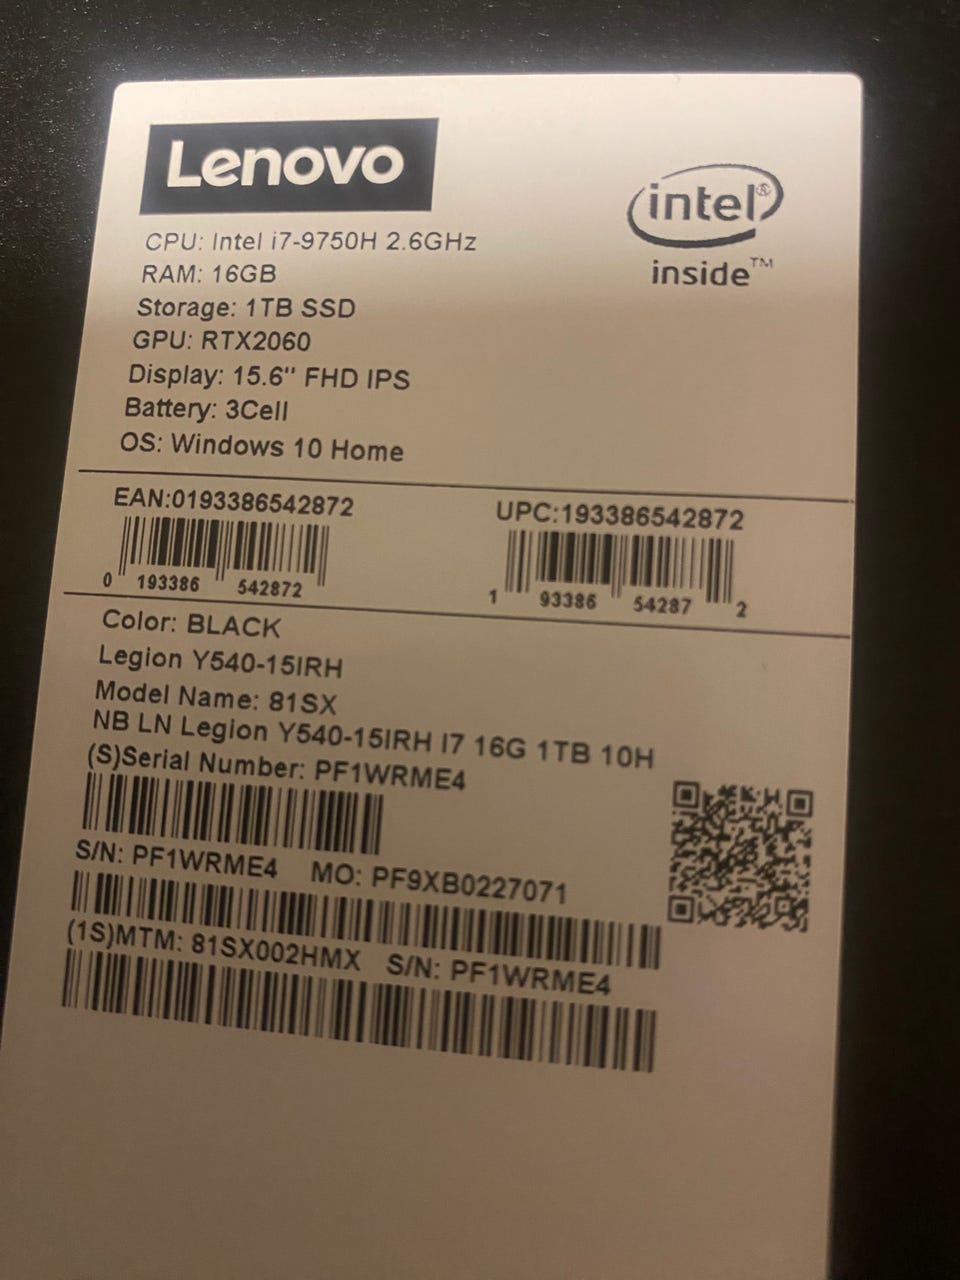 Lenovo
intel®
inside™
CPU: Intel i7-9750H 2.6GHz
RAM: 16GB
Storage: 1TB SSD
GPU: RTX2060
Display: 15.6" FHD IPS
Battery: 3Cell
OS: Windows 10 Home
EAN:0193386542872
0 193386 542872
UPC:193386542872
1 93386 54287 2
Color: BLACK
Legion Y540-15IRH
Model Name: 81SX
NB LN Legion Y540-15IRH I7 16G 1TB 10H
(S)Serial Number: PF1WRME4
S/N: PF1WRME4 MO: PF9XB0227071
(1S)MTM: 81SX002HMX S/N: PF1WRME4